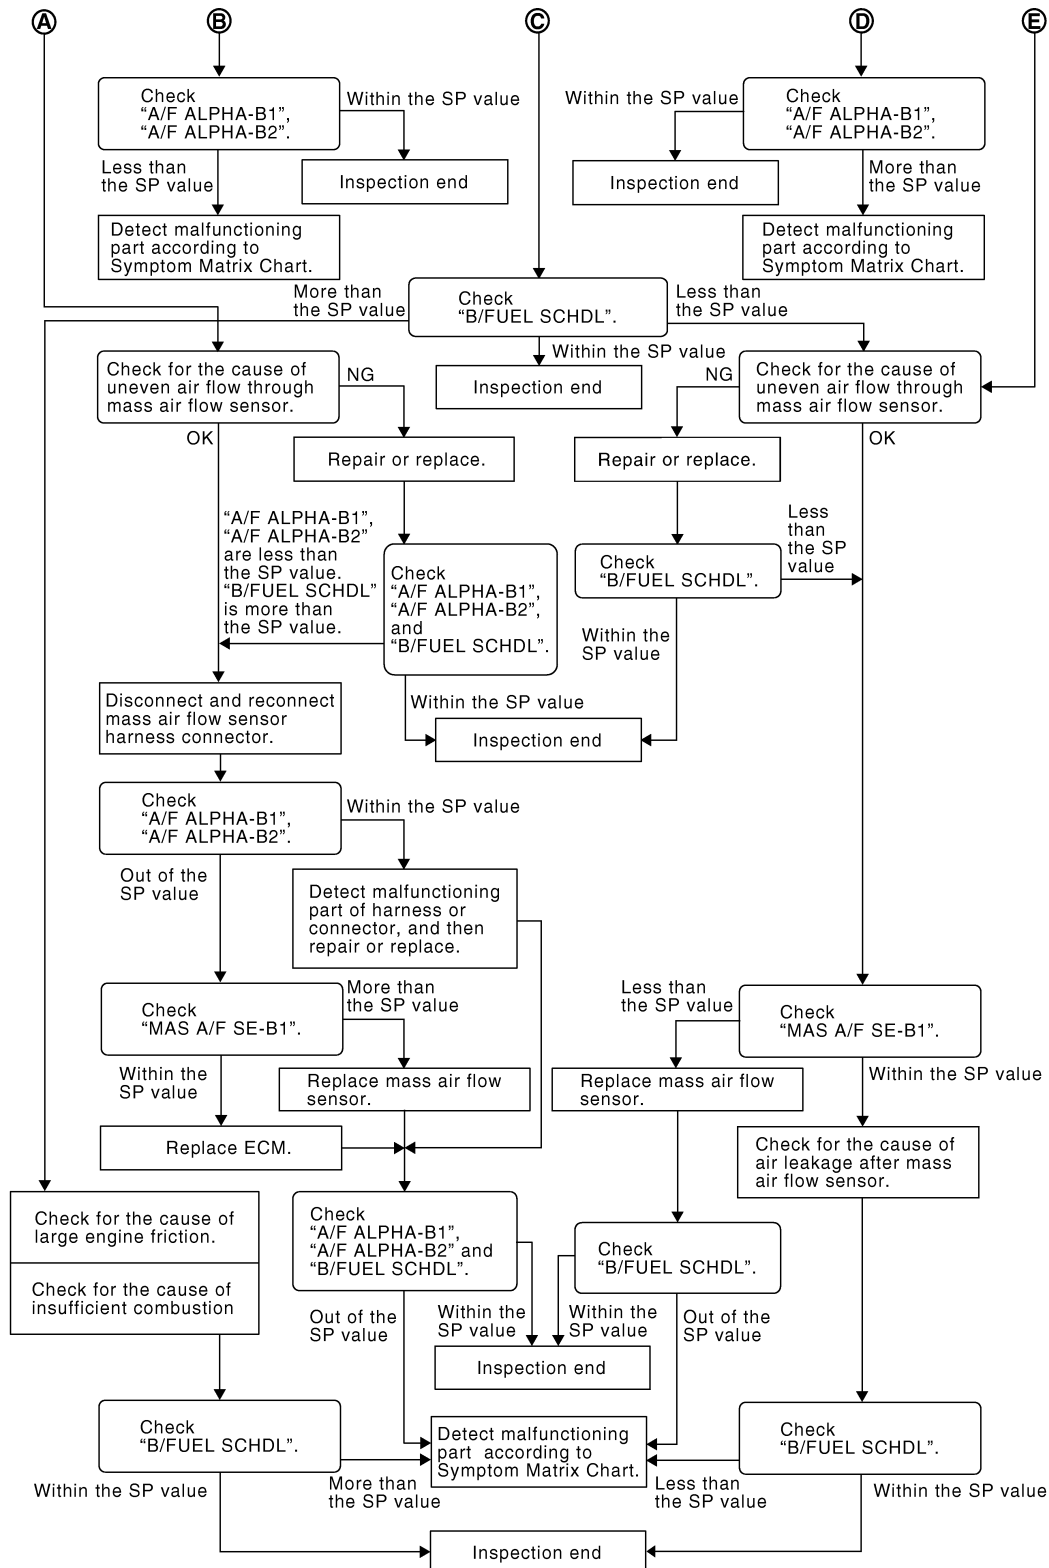 A
B
C
D
E
Check
“A/F ALPHA-B1”,
“A/F ALPHA-B2”.
Within the SP value
Less than
the SP value
Inspection end
Detect malfunctioning
part according to
Symptom Matrix Chart.
Within the SP value
Check
“A/F ALPHA-B1”,
“A/F ALPHA-B2”.
Inspection end
More than
the SP value
Detect malfunctioning
part according to
Symptom Matrix Chart.
More than
the SP value
Check
“B/FUEL SCHDL”.
Less than
the SP value
Within the SP value
Inspection end
Check for the cause of
uneven air flow through
mass air flow sensor.
NG
OK
Repair or replace.
NG
Check for the cause of
uneven air flow through
mass air flow sensor.
OK
Repair or replace.
“A/F ALPHA-B1”,
“A/F ALPHA-B2”
are less than
the SP value.
“B/FUEL SCHDL”
is more than
the SP value.
Check
“A/F ALPHA-B1”,
“A/F ALPHA-B2”,
and
“B/FUEL SCHDL”.
Check
“B/FUEL SCHDL”.
Less
than
the SP
value
Within the
SP value
Within the SP value
Inspection end
Disconnect and reconnect
mass air flow sensor
harness connector.
Check
“A/F ALPHA-B1”,
“A/F ALPHA-B2”.
Within the SP value
Out of the
SP value
Detect malfunctioning
part of harness or
connector, and then
repair or replace.
Check
“MAS A/F SE-B1”.
More than
the SP value
Within the
SP value
Replace mass air flow
sensor.
Replace ECM.
Less than
the SP value
Check
“MAS A/F SE-B1”.
Within the SP value
Replace mass air flow
sensor.
Check for the cause of
air leakage after mass
air flow sensor.
Check for the cause of
large engine friction.
Check for the cause of
insufficient combustion
Check
“A/F ALPHA-B1”,
“A/F ALPHA-B2” and
“B/FUEL SCHDL”.
Check
“B/FUEL SCHDL”.
Out of the
SP value
Within the
SP value
Within the
SP value
Out of the
SP value
Inspection end
Check
“B/FUEL SCHDL”.
Detect malfunctioning
part  according to
Symptom Matrix Chart.
Check
“B/FUEL SCHDL”.
Within the SP value
More than
the SP value
Less than
the SP value
Within the SP value
Inspection end